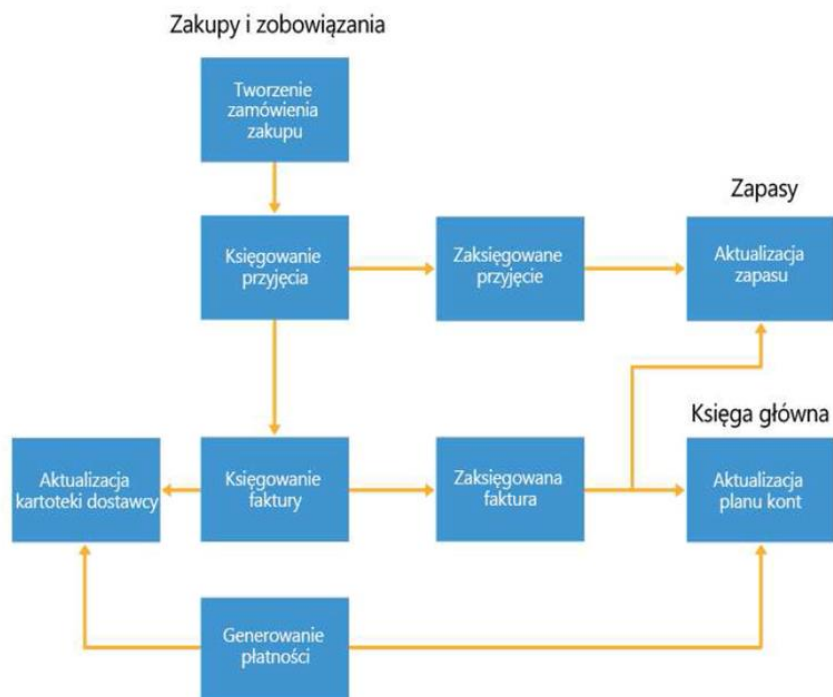 Zakupy i zobowiązania
Tworzenie
zamówienia
zakupu
Zapasy
Księgowanie
przyjęcia
Zaksięgowane
przyjęcie
Aktualizacja
zapasu
Księga główna
Aktualizacja
kartoteki dostawcy
Księgowanie
faktury
Zaksięgowana
faktura
Aktualizacja
planu kont
Generowanie
płatności